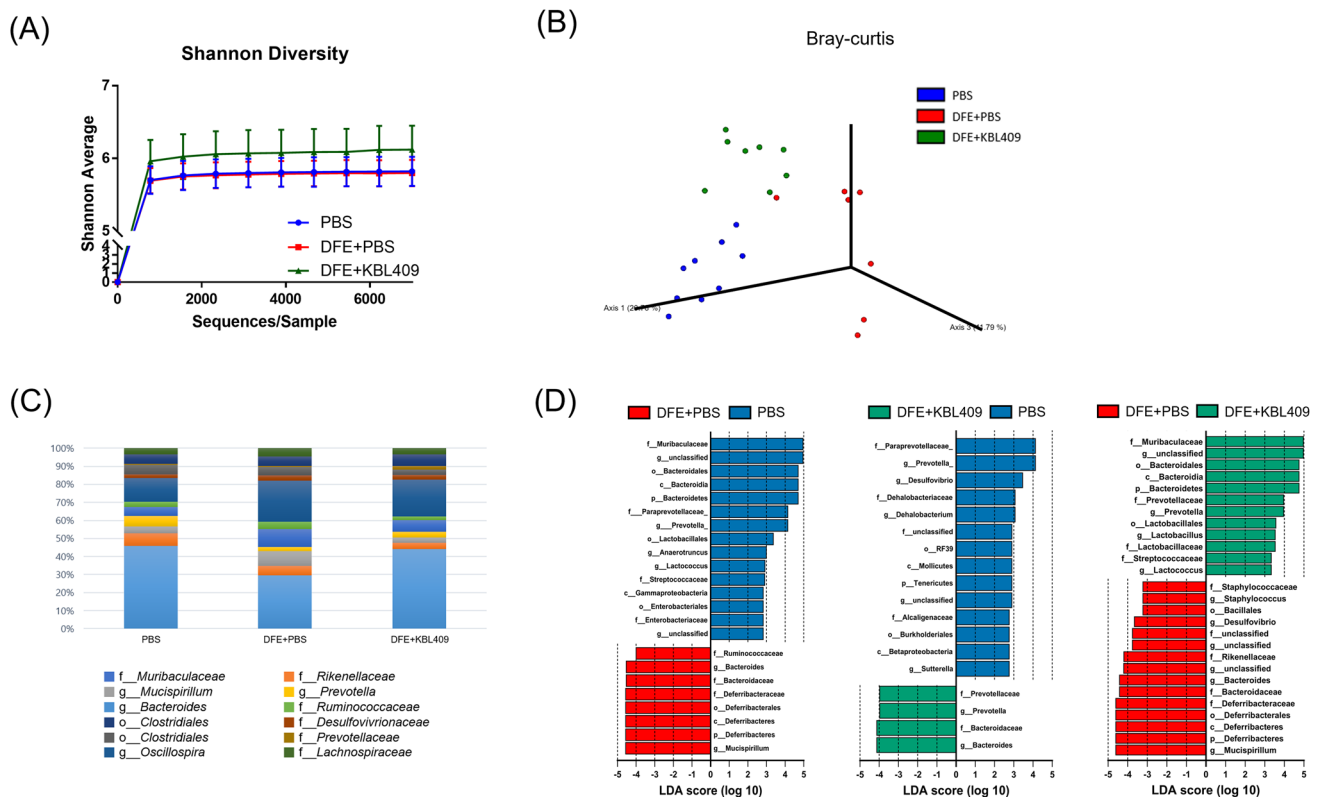 (A)
Shannon Diversity
7
6
5
4
3
2
1
0
Shannon Average
PBS
DFE+PBS
DFE+KBL409
0
2000
4000
6000
Sequences/Sample
(B)
Bray-curtis
PBS
DFE+PBS
DFE+KBL409
Axis 1 (
%)
Axis 3 (
.79 %)
(C)
100%
90%
80%
70%
60%
50%
40%
30%
20%
10%
0%
PBS
DFE+PBS
DFE+KBL409
f__Muribaculaceae
f__Rikenellaceae
g__Mucispirillum
g__Prevotella
g__Bacteroides
f__Ruminococcaceae
o__Clostridiales
f__Desulfovivrionaceae
o__Clostridiales
f__Prevotellaceae
g__Oscillospira
f__Lachnospiraceae
(D)
DFE+PBS
PBS
f__Muribaculaceae
g__unclassified
o__Bacteroidales
c__Bacteroidia
p__Bacteroidetes
f__Paraprevotellaceae_
g___Prevotella_
o__Lactobacillales
g__Anaerotruncus
g__Lactococcus
f__Streptococcaceae
c__Gammaproteobacteria
o__Enterobacteriales
f__Enterobacteriaceae
g__unclassified
f__Ruminococcaceae
g__Bacteroides
f__Bacteroidaceae
f__Deferribacteraceae
o__Deferribacterales
c__Deferribacteres
p__Deferribacteres
g__Mucispirillum
-5 -4 -3 -2 -1 0 1 2 3 4 5
LDA score (log 10)
DFE+KBL409
PBS
f__Paraprevotellaceae_
g__Prevotella_
g__Desulfovibrio
f__Dehalobacteriaceae
g__Dehalobacterium
f__unclassified
o__RF39
c__Mollicutes
p__Tenericutes
g__unclassified
f__Alcaligenaceae
o__Burkholderiales
c__Betaproteobacteria
g__Sutterella
f__Prevotellaceae
g__Prevotella
f__Bacteroidaceae
g__Bacteroides
-5 -4 -3 -2 -1 0 1 2 3 4 5
LDA score (log 10)
DFE+PBS
DFE+KBL409
f__Muribaculaceae
g__unclassified
o__Bacteroidales
c__Bacteroidia
p__Bacteroidetes
f__Prevotellaceae
g__Prevotella
o__Lactobacillales
g__Lactobacillus
f__Lactobacillaceae
f__Streptococcaceae
g__Lactococcus
f__Staphylococcaceae
g__Staphylococcus
o__Bacillales
g__Desulfovibrio
f__unclassified
g__unclassified
f__Rikenellaceae
g__unclassified
g__Bacteroides
f__Bacteroidaceae
f__Deferribacteraceae
o__Deferribacterales
c__Deferribacteres
p__Deferribacteres
g__Mucispirillum
-5 -4 -3 -2 -1 0 1 2 3 4 5
LDA score (log 10)